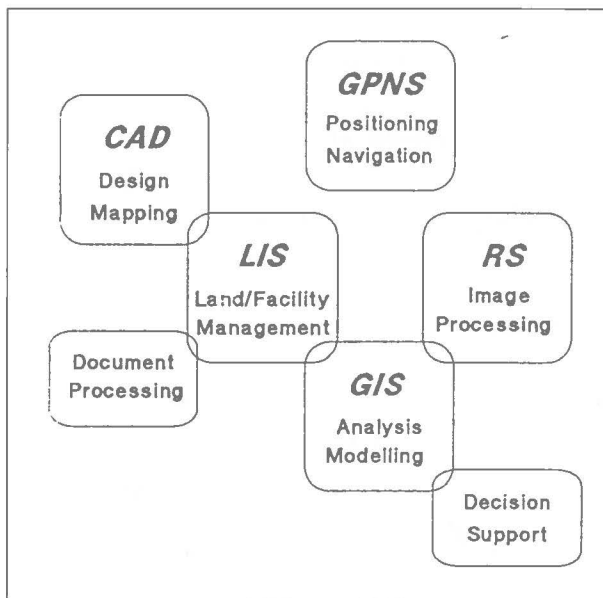 GPNS
Positioning
Navigation
CAD
Design
Mapping
LIS
Land/Facility
Management
RS
Image
Processing
Document
Processing
GIS
Analysis
Modelling
Decision
Support